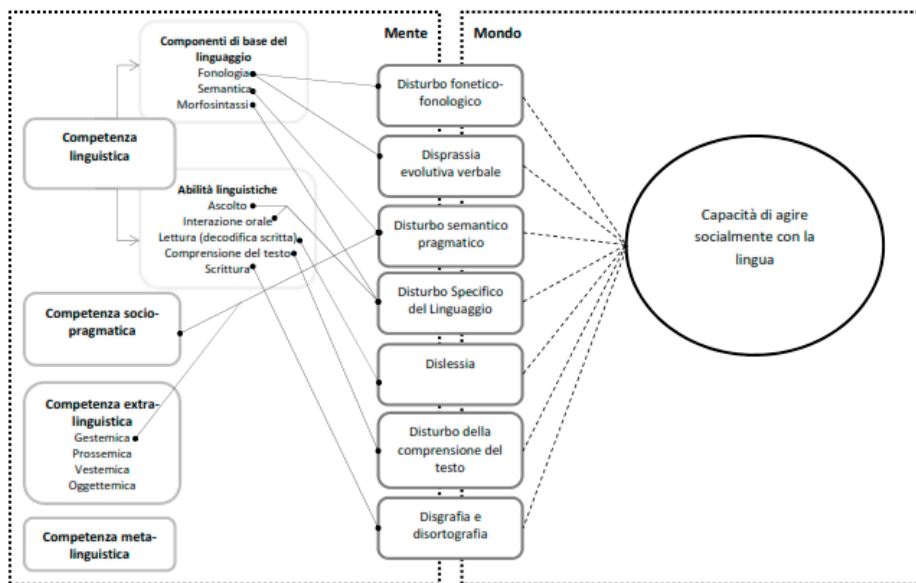 Mente
Mondo
Componenti di base del
linguaggio
Fonologia
Semantica
Morfosintassi
Competenza
linguistica
Abilità linguistiche
Ascolto
Interazione orale
Lettura (decodifica scritta)
Comprensione del testo
Scrittura
Competenza socio-
pragmatica
Competenza extra-
linguistica
Gestemica
Prossemica
Vestemica
Oggettemica
Competenza meta-
linguistica
Disturbo fonetico-
fonologico
Disprassia
evolutiva verbale
Disturbo semantico
pragmatico
Disturbo Specifico
del Linguaggio
Dislessia
Disturbo della
comprensione del
testo
Disgrafia e
disortografia
Capacità di agire
socialmente con la
lingua